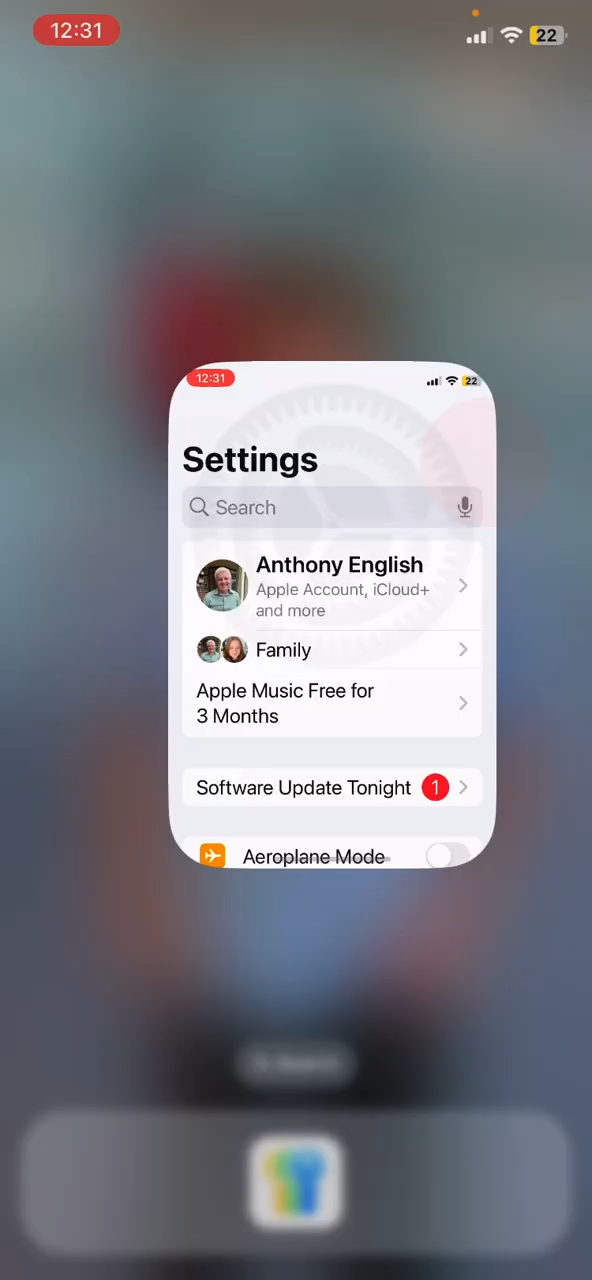 12:31
22
12:31
22
Settings
Search
Anthony English
Apple Account, iCloud+
and more
Family
Apple Music Free for
3 Months
Software Update Tonight
1
Aeroplane Mode